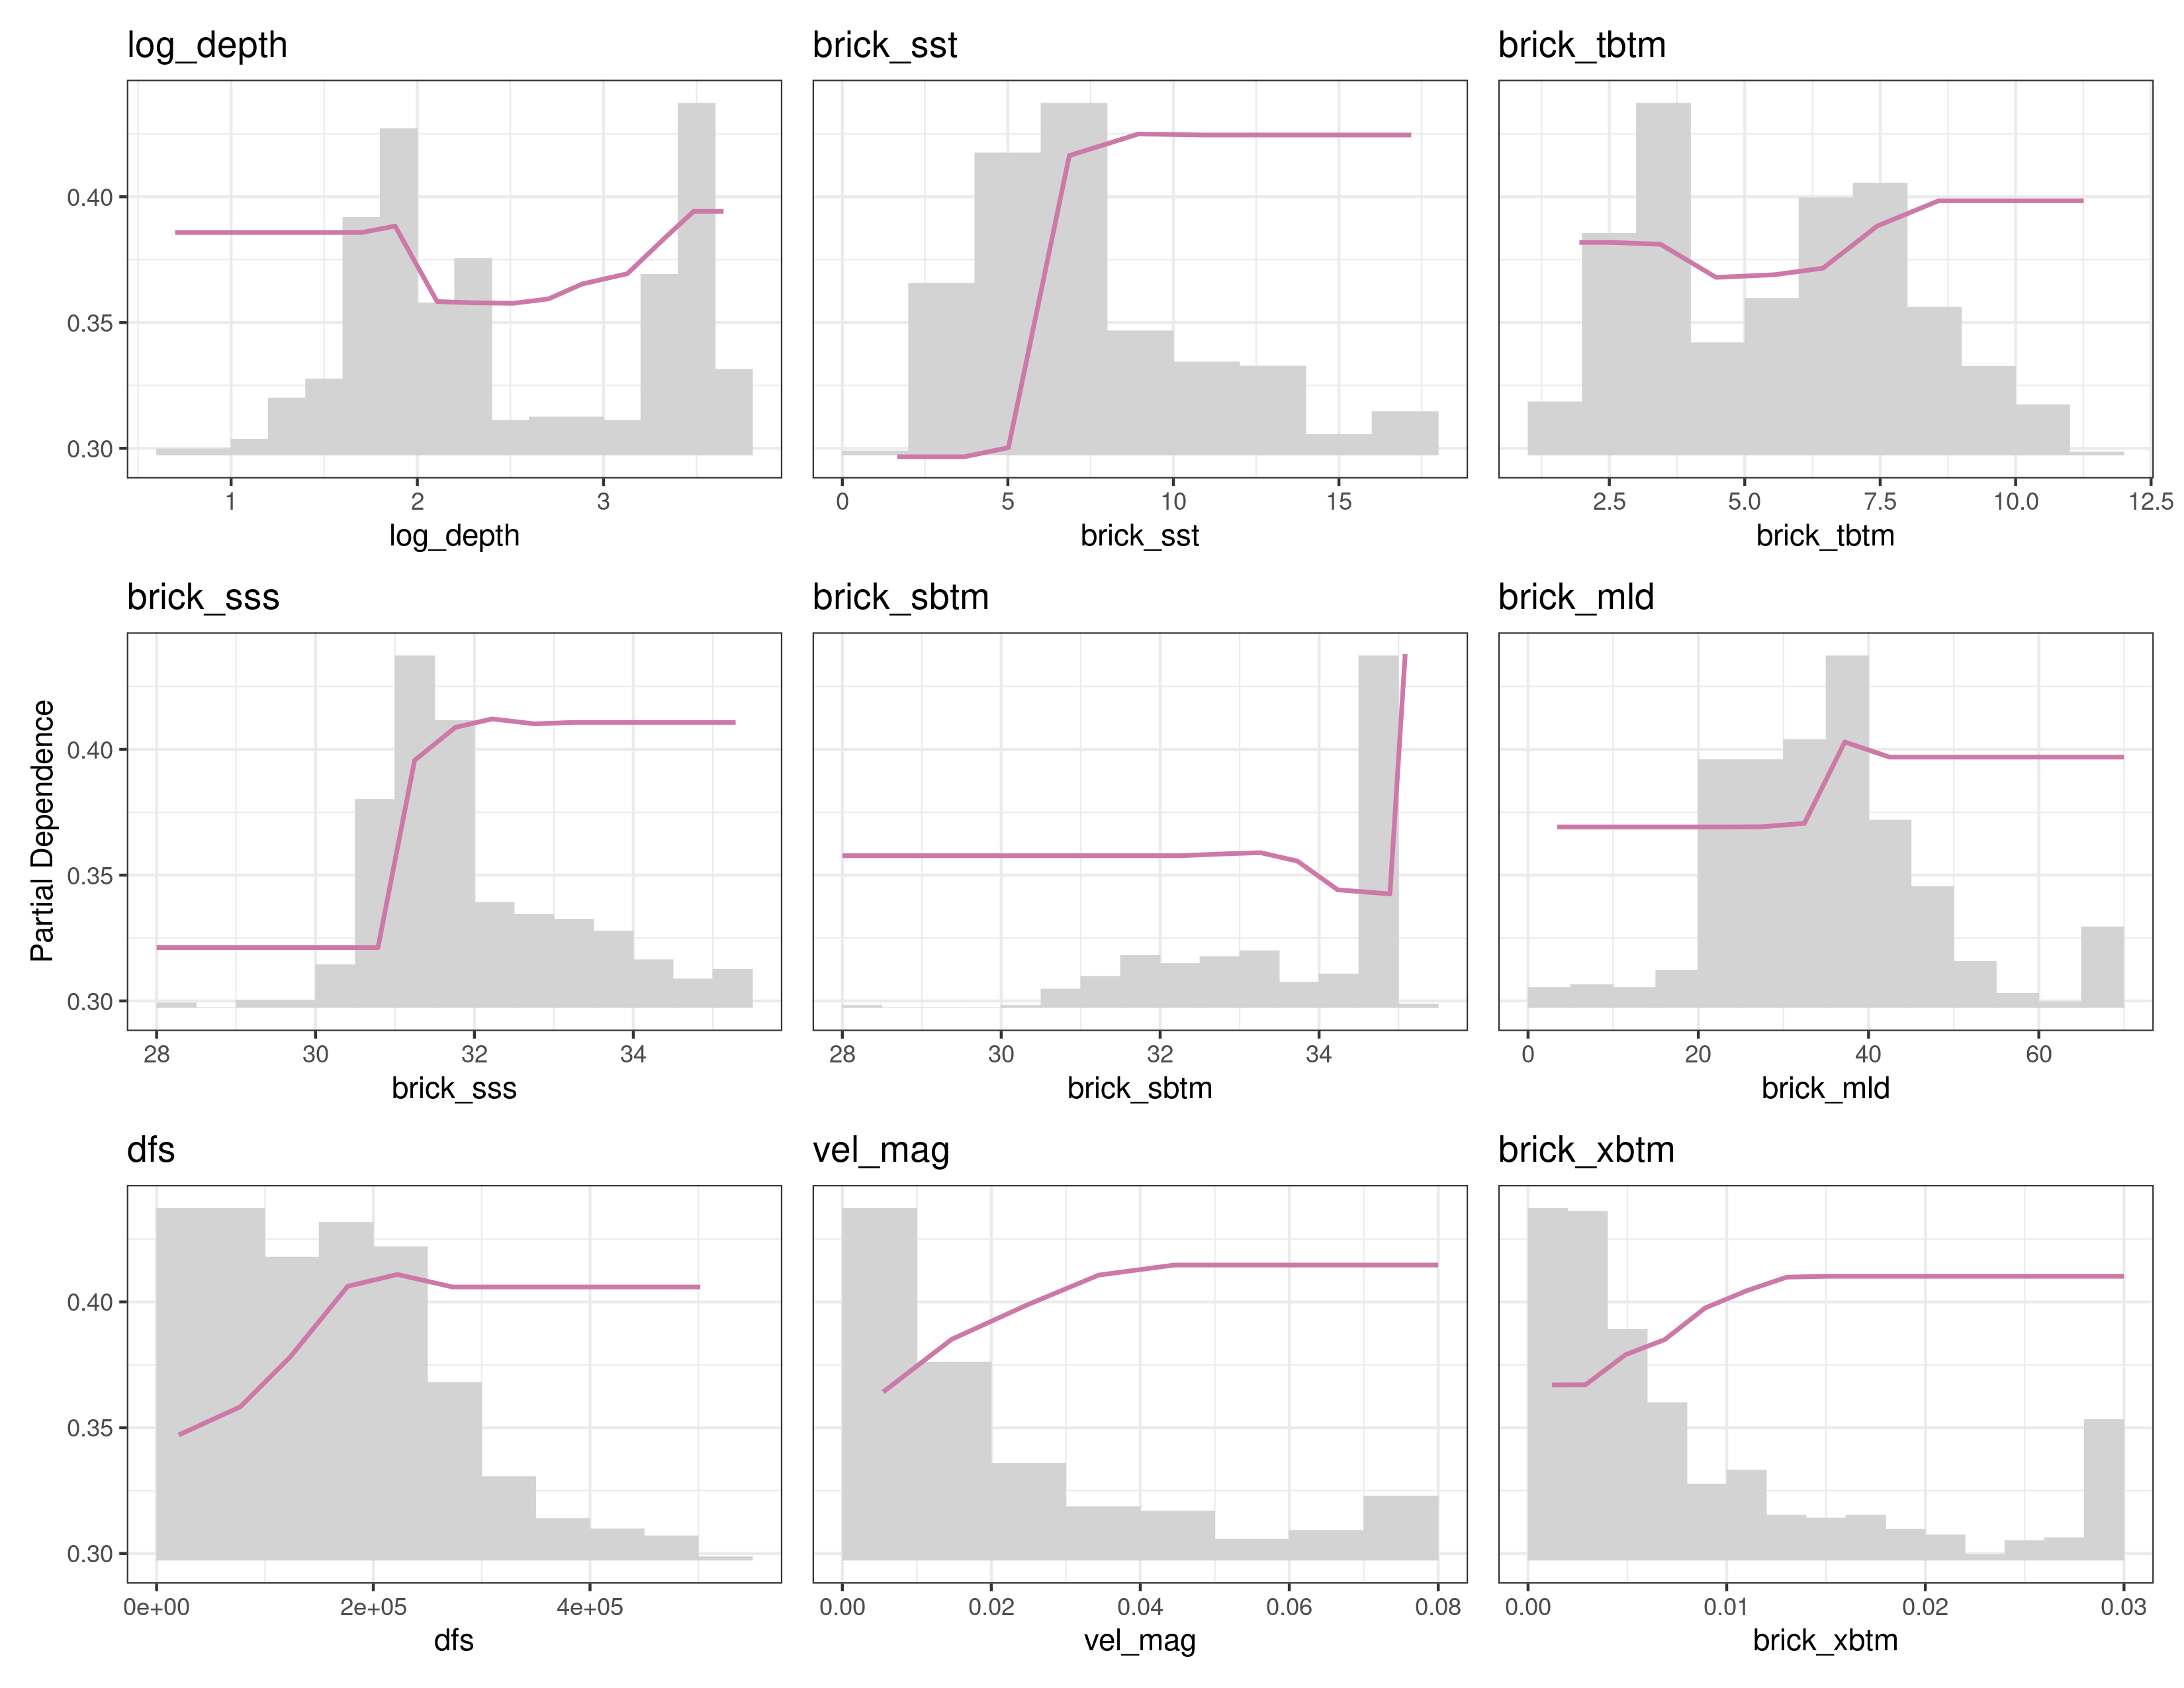 log_depth
brick_sst
brick_tbtm
0.40
0.35
0.30
1 2 3
0 5 10 15
2.5 5.0 7.5 10.0 12.5
log_depth
brick_sst
brick_tbtm
brick_sss
brick_sbtm
brick_mld
Partial Dependence
0.40
0.35
0.30
28 30 32 34
28 30 32 34
0 20 40 60
brick_sss
brick_sbtm
brick_mld
dfs
vel_mag
brick_xbtm
0.40
0.35
0.30
0e+00 2e+05 4e+05
0.00 0.02 0.04 0.06 0.08
0.00 0.01 0.02 0.03
dfs
vel_mag
brick_xbtm